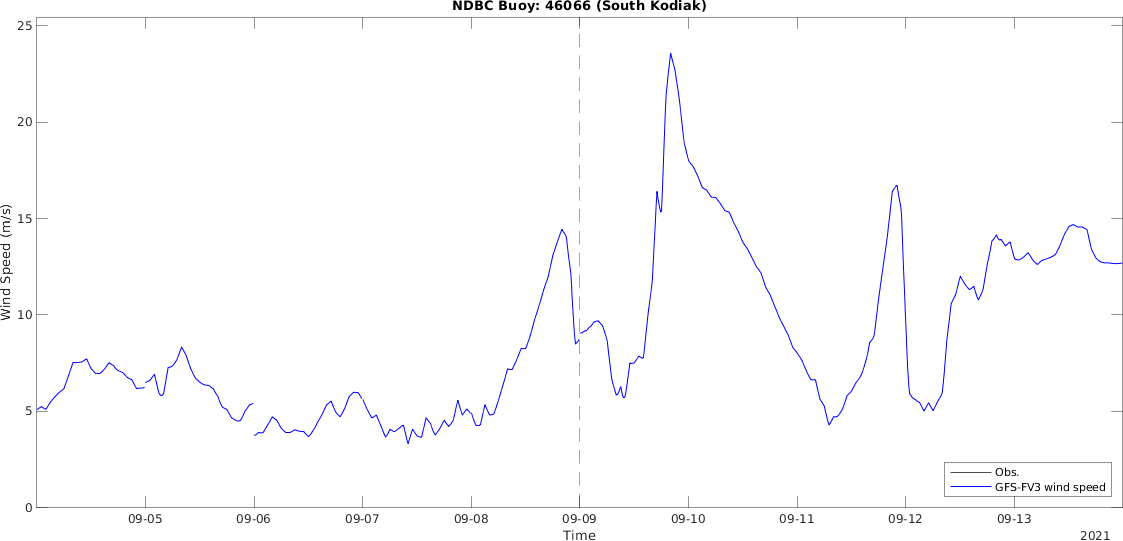 NDBC Buoy: 46066 (South Kodiak)
25
20
15
10
5
0
Wind Speed (m/s)
09-05 09-06 09-07 09-08 09-09 09-10 09-11 09-12 09-13
Time
2021
Obs.
GFS-FV3 wind speed